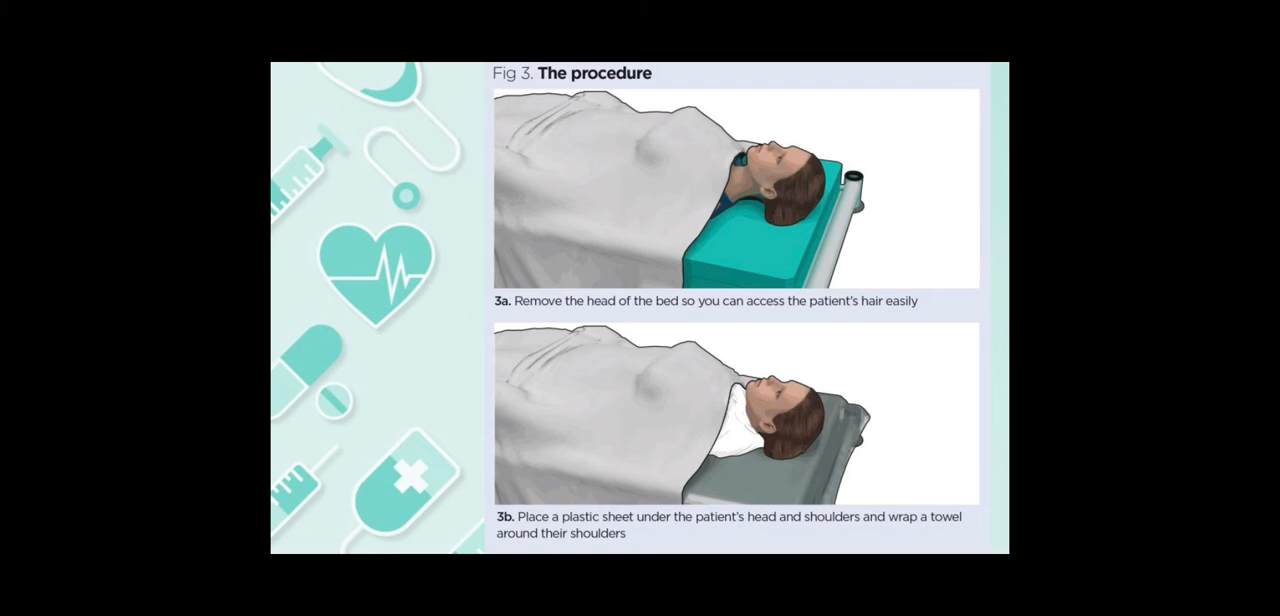 Fig 3. The procedure
3a. Remove the head of the bed so you can access the patient's hair easily
3b. Place a plastic sheet under the patient's head and shoulders and wrap a towel
around their shoulders